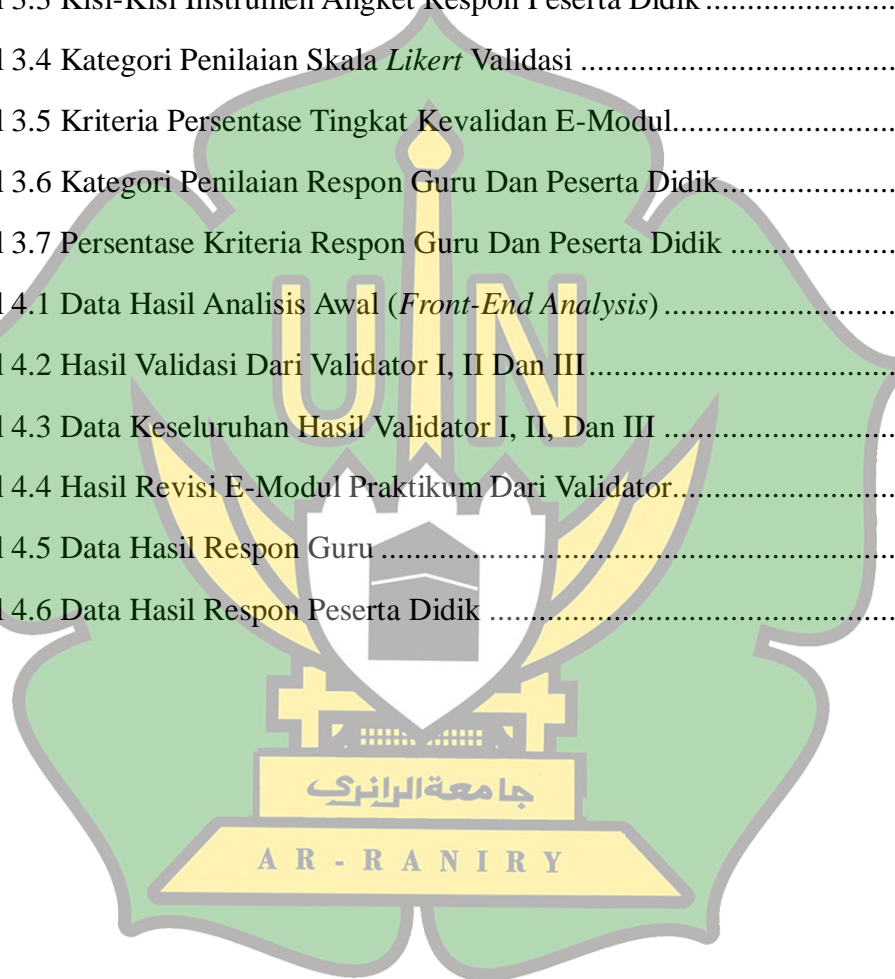 l 3.3 Kisi-Kisi Instrumen Angket Respon Peserta Didik ........................
l 3.4 Kategori Penilaian Skala Likert Validasi ........................................
l 3.5 Kriteria Persentase Tingkat Kevalidan E-Modul............................
l 3.6 Kategori Penilaian Respon Guru Dan Peserta Didik......................
l 3.7 Persentase Kriteria Respon Guru Dan Peserta Didik .....................
l 4.1 Data Hasil Analisis Awal (Front-End Analysis) .............................
l 4.2 Hasil Validasi Dari Validator I, II Dan III.......................................
l 4.3 Data Keseluruhan Hasil Validator I, II, Dan III .............................
l 4.4 Hasil Revisi E-Modul Praktikum Dari Validator............................
l 4.5 Data Hasil Respon Guru .................................................................
l 4.6 Data Hasil Respon Peserta Didik ...................................................
UIN
جامعةالرانري
AR-RANIRY